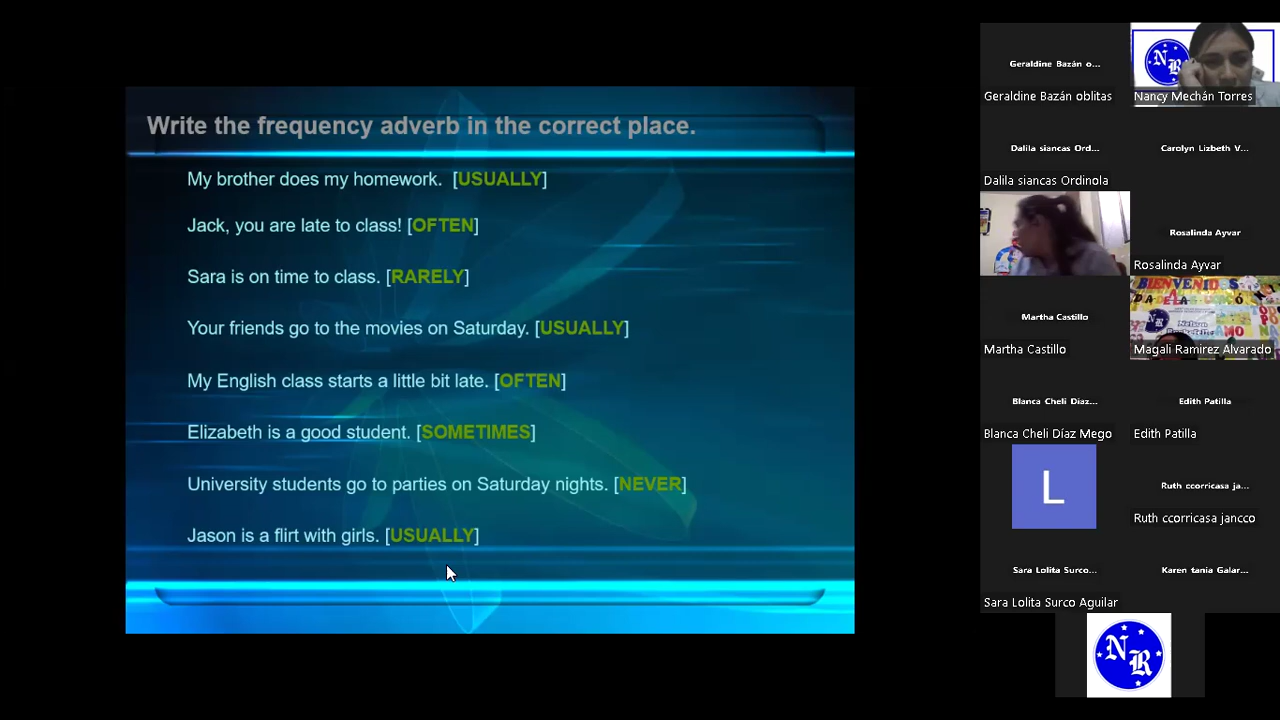 Write the frequency adverb in the correct place.
My brother does my homework. [USUALLY]
Jack, you are late to class! [OFTEN]
Sara is on time to class. [RARELY]
Your friends go to the movies on Saturday. [USUALLY]
My English class starts a little bit late. [OFTEN]
Elizabeth is a good student. [SOMETIMES]
University students go to parties on Saturday nights. [NEVER]
Jason is a flirt with girls. [USUALLY]
Geraldine Bazán o...
Geraldine Bazán oblitas
N R
Nancy Mechán Torres
Dalila siancas Ord...
Dalila siancas Ordinola
Carolyn Lizbeth V...
Rosalinda Ayvar
Rosalinda Ayvar
Martha Castillo
Martha Castillo
BIENVENIDOS
Magali Ramirez Alvarado
Blanca Cheli Diaz...
Blanca Cheli Díaz Mego
Edith Patilla
Edith Patilla
L
Ruth ccorricasa ja...
Ruth ccorricasa jancco
Sara Lolita Surco...
Sara Lolita Surco Aguilar
Karen tania Galar...
N R